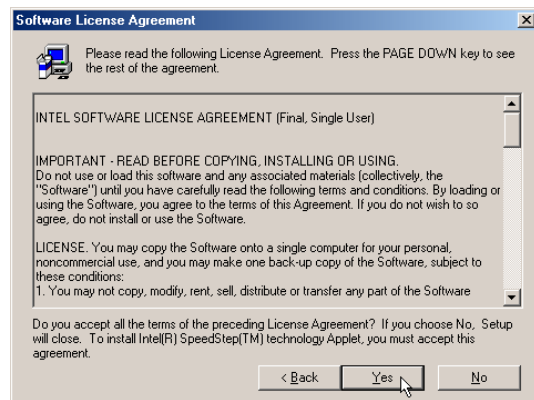 Software License Agreement
Please read the following License Agreement. Press the PAGE DOWN key to see
the rest of the agreement.
INTEL SOFTWARE LICENSE AGREEMENT (Final, Single User)
IMPORTANT - READ BEFORE COPYING, INSTALLING OR USING.
Do not use or load this software and any associated materials (collectively, the
"Software") until you have carefully read the following terms and conditions. By loading or
using the Software, you agree to the terms of this Agreement. If you do not wish to so
agree, do not install or use the Software.
LICENSE. You may copy the Software onto a single computer for your personal,
noncommercial use, and you may make one back-up copy of the Software, subject to
these conditions:
1. You may not copy, modify, rent, sell, distribute or transfer any part of the Software
Do you accept all the terms of the preceding License Agreement? If you choose No, Setup
will close. To install Intel(R) SpeedStep(TM) technology Applet, you must accept this
agreement.
< Back Yes No